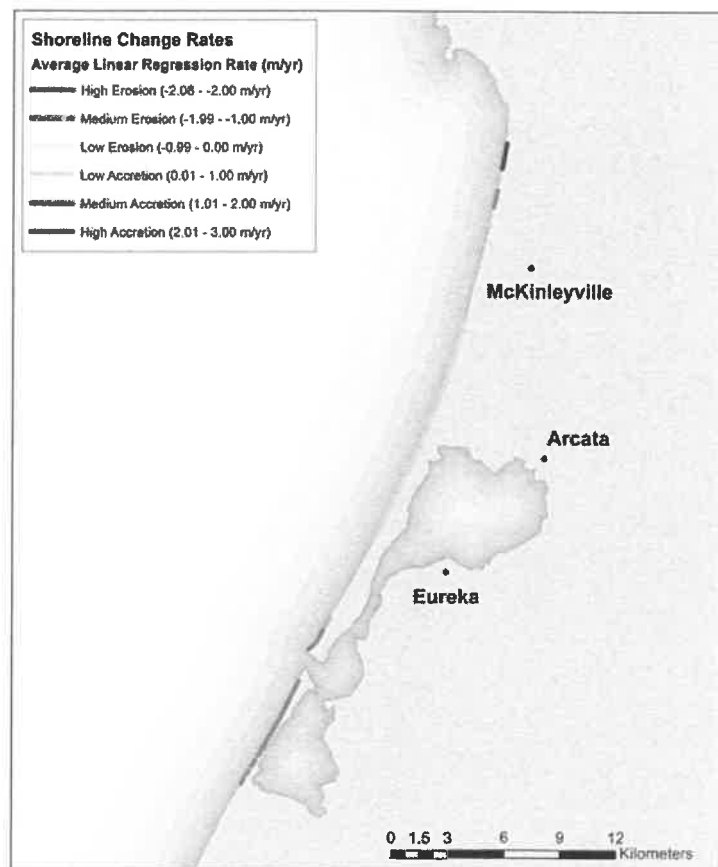 Shoreline Change Rates
Average Linear Regression Rate (m/yr)
High Erosion (-2.08 - -2.00 m/yr)
Medium Erosion (-1.99 - -1.00 m/yr)
Low Erosion (-0.99 - 0.00 m/yr)
Low Accretion (0.01 - 1.00 m/yr)
Medium Accretion (1.01 - 2.00 m/yr)
High Accretion (2.01 - 3.00 m/yr)
McKinleyville
Arcata
Eureka
0 1.5 3 6 9 12
Kilometers